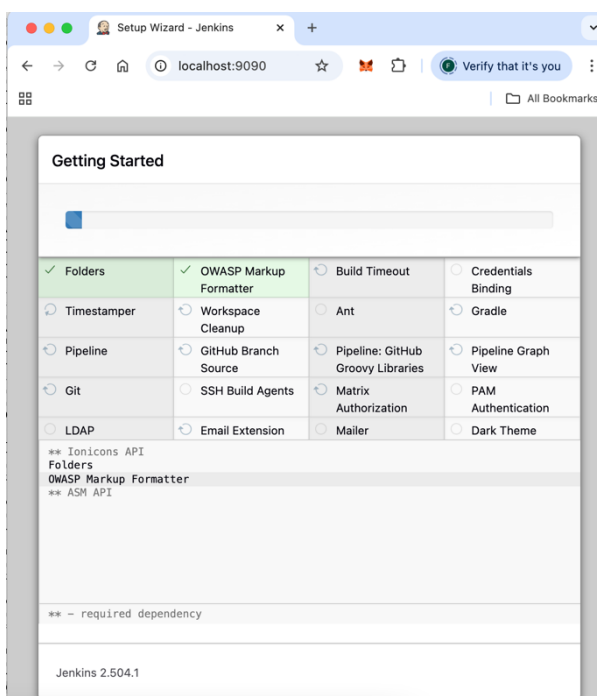 Setup Wizard - Jenkins
localhost:9090
Verify that it's you
All Bookmarks
Getting Started
Folders
OWASP Markup
Formatter
Build Timeout
Credentials
Binding
Timestamper
Workspace
Cleanup
Ant
Gradle
Pipeline
GitHub Branch
Source
Pipeline: GitHub
Groovy Libraries
Pipeline Graph
View
Git
SSH Build Agents
Matrix
Authorization
PAM
Authentication
LDAP
Email Extension
Mailer
Dark Theme
** Ionicons API
Folders
OWASP Markup Formatter
** ASM API
** - required dependency
Jenkins 2.504.1